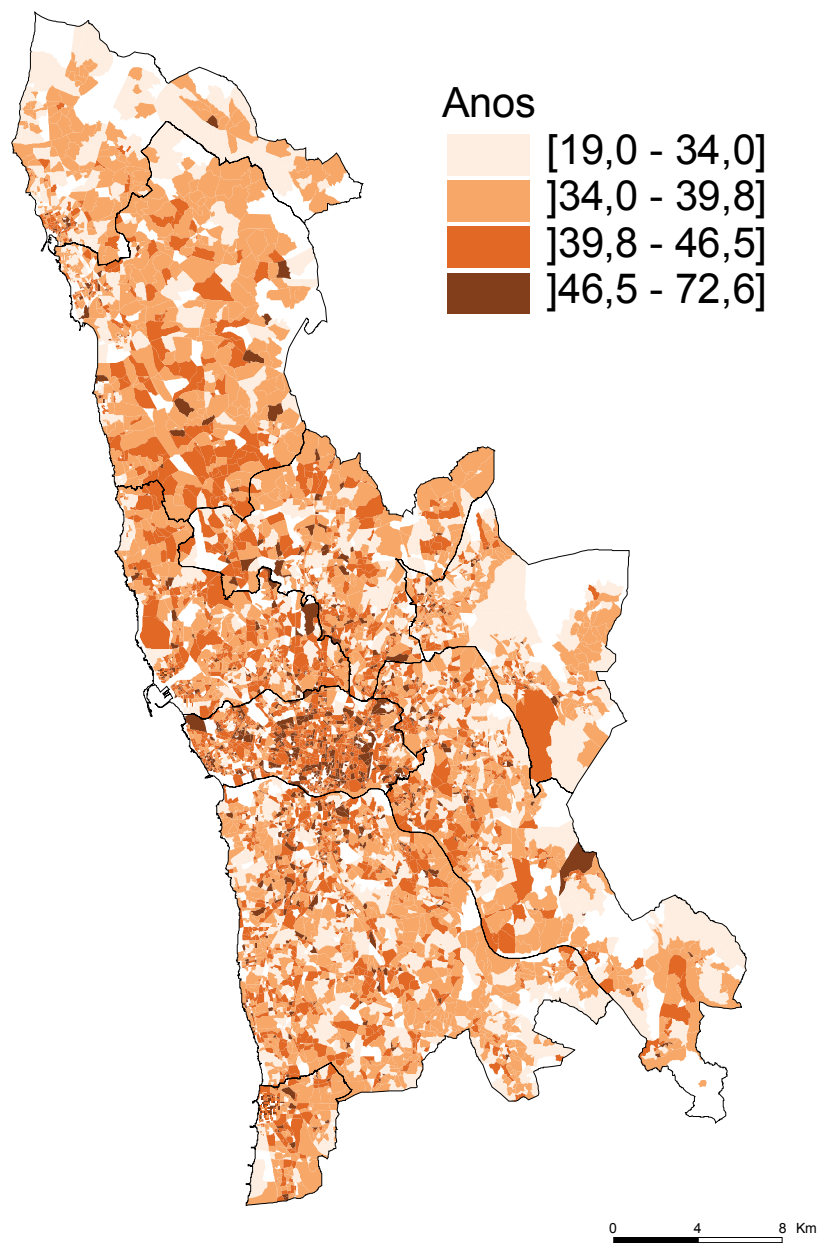 Anos
[19,0 - 34,0]
]34,0 - 39,8]
]39,8 - 46,5]
]46,5 - 72,6]
0 4 8 Km